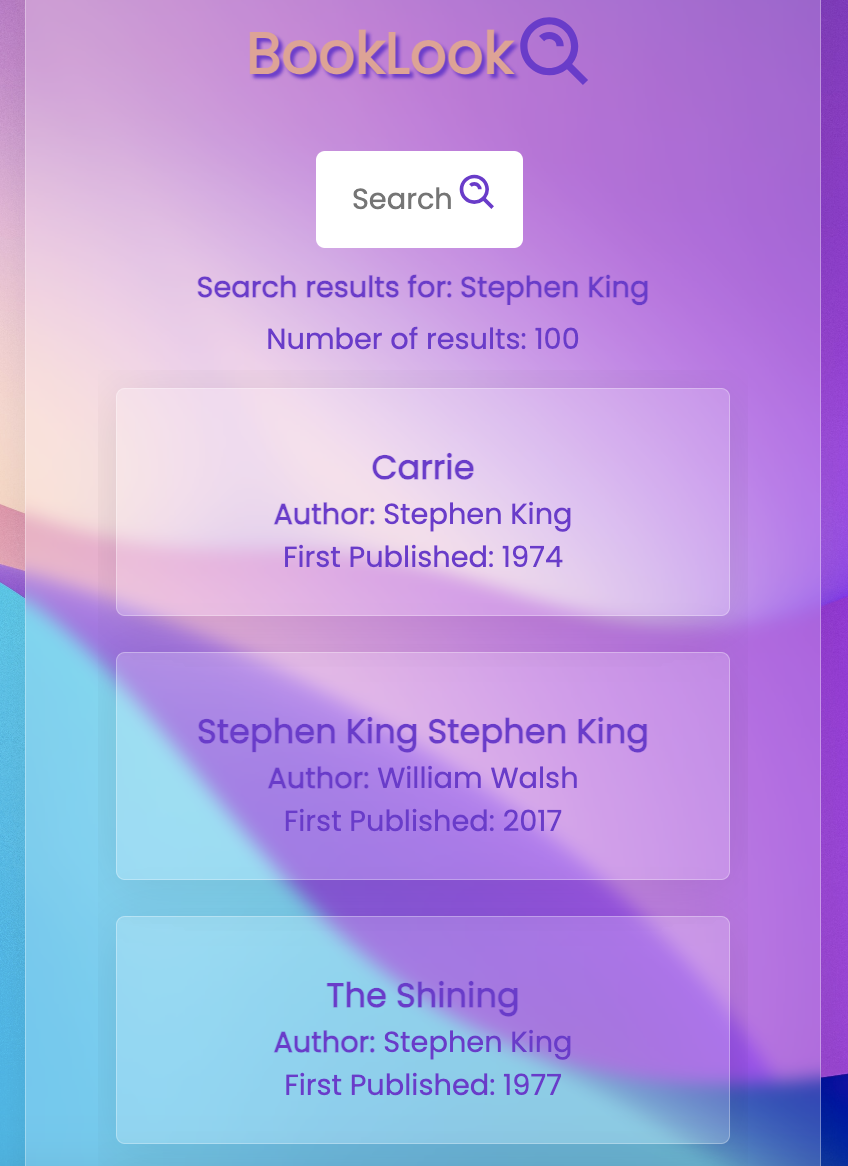 BookLook
Search
Search results for: Stephen King
Number of results: 100
Carrie
Author: Stephen King
First Published: 1974
Stephen King Stephen King
Author: William Walsh
First Published: 2017
The Shining
Author: Stephen King
First Published: 1977